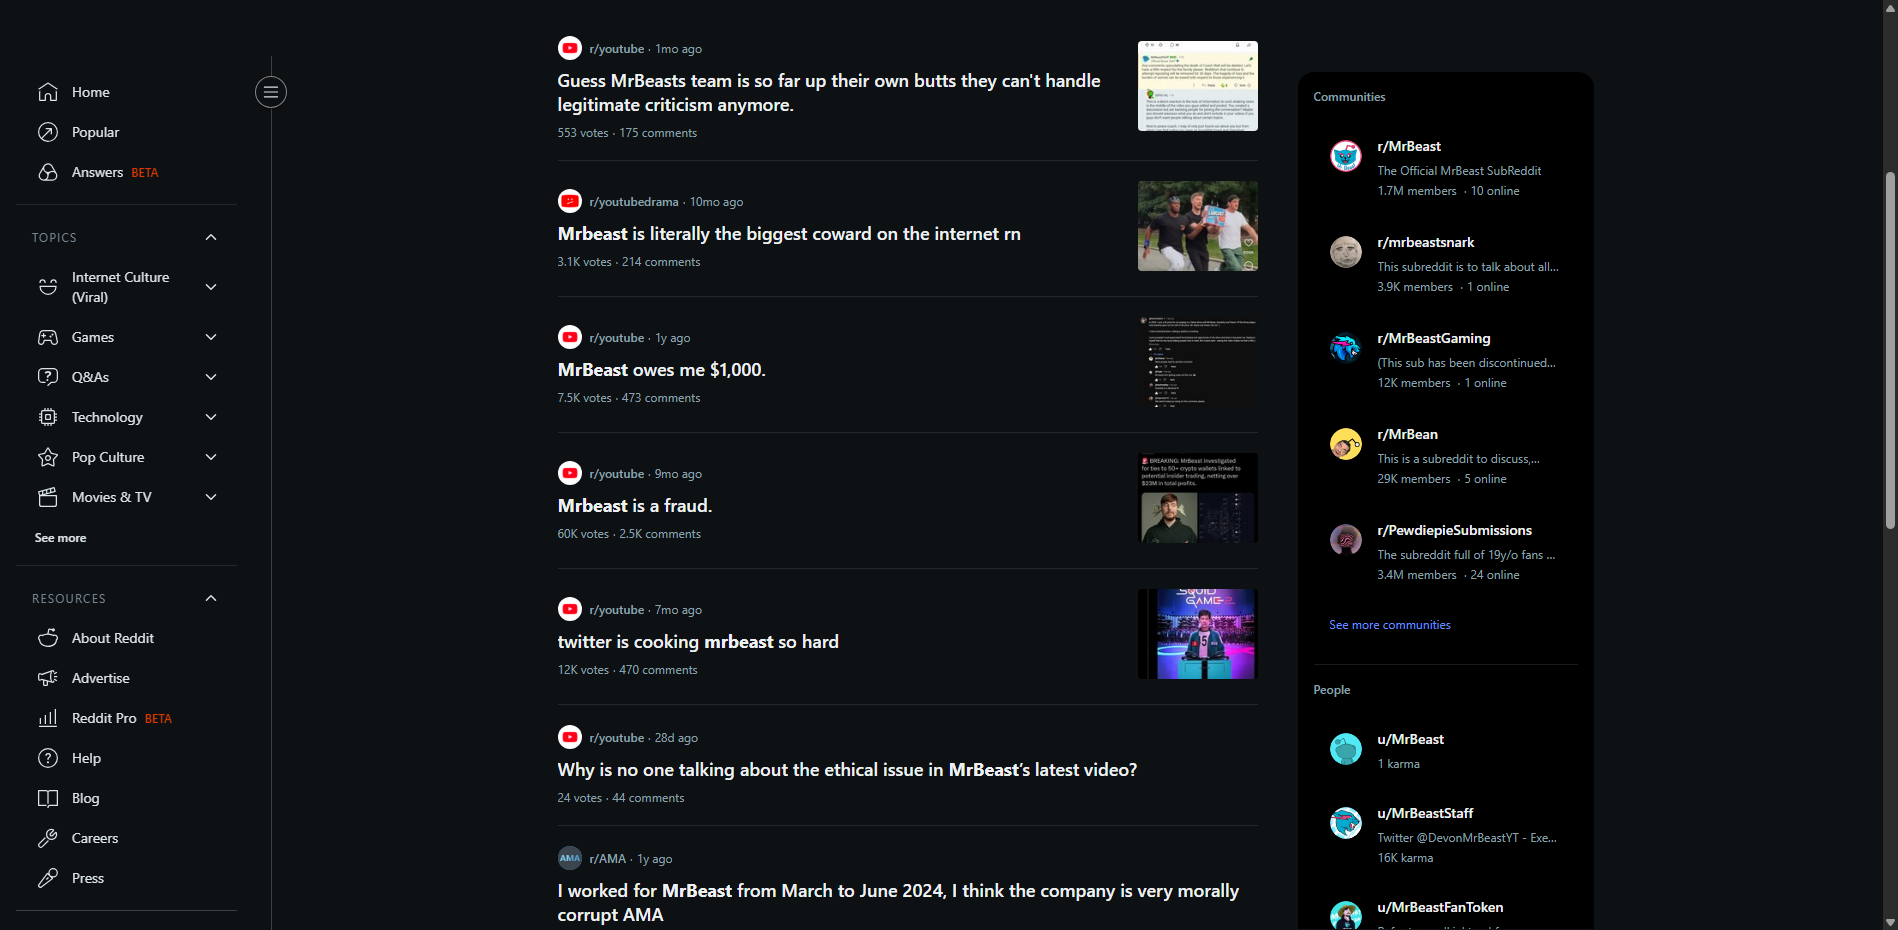 Home
Popular
Answers BETA
TOPICS
Internet Culture
(Viral)
Games
Q&As
Technology
Pop Culture
Movies & TV
See more
RESOURCES
About Reddit
Advertise
Reddit Pro BETA
Help
Blog
Careers
Press
r/youtube · 1mo ago
Guess MrBeasts team is so far up their own butts they can't handle
legitimate criticism anymore.
553 votes · 175 comments
r/youtubedrama · 10mo ago
Mrbeast is literally the biggest coward on the internet rn
3.1K votes · 214 comments
r/youtube · 1y ago
MrBeast owes me $1,000.
7.5K votes · 473 comments
r/youtube · 9mo ago
Mrbeast is a fraud.
60K votes · 2.5K comments
BREAKING: MrBeast investigated
for ties to 50+ crypto wallets linked to
potential insider trading, netting over
$23M in total profits.
r/youtube · 7mo ago
twitter is cooking mrbeast so hard
12K votes · 470 comments
SQUID
GAME 2
r/youtube · 28d ago
Why is no one talking about the ethical issue in MrBeast's latest video?
24 votes · 44 comments
AMA
r/AMA · 1y ago
I worked for MrBeast from March to June 2024, I think the company is very morally
corrupt AMA
Communities
r/MrBeast
The Official MrBeast SubReddit
1.7M members · 10 online
r/mrbeastsnark
This subreddit is to talk about all...
3.9K members · 1 online
r/MrBeastGaming
(This sub has been discontinued...
12K members · 1 online
r/MrBean
This is a subreddit to discuss,...
29K members · 5 online
r/PewdiepieSubmissions
The subreddit full of 19y/o fans ...
3.4M members · 24 online
See more communities
People
u/MrBeast
1 karma
u/MrBeastStaff
Twitter @DevonMrBeastYT - Exe...
16K karma
u/MrBeastFanToken